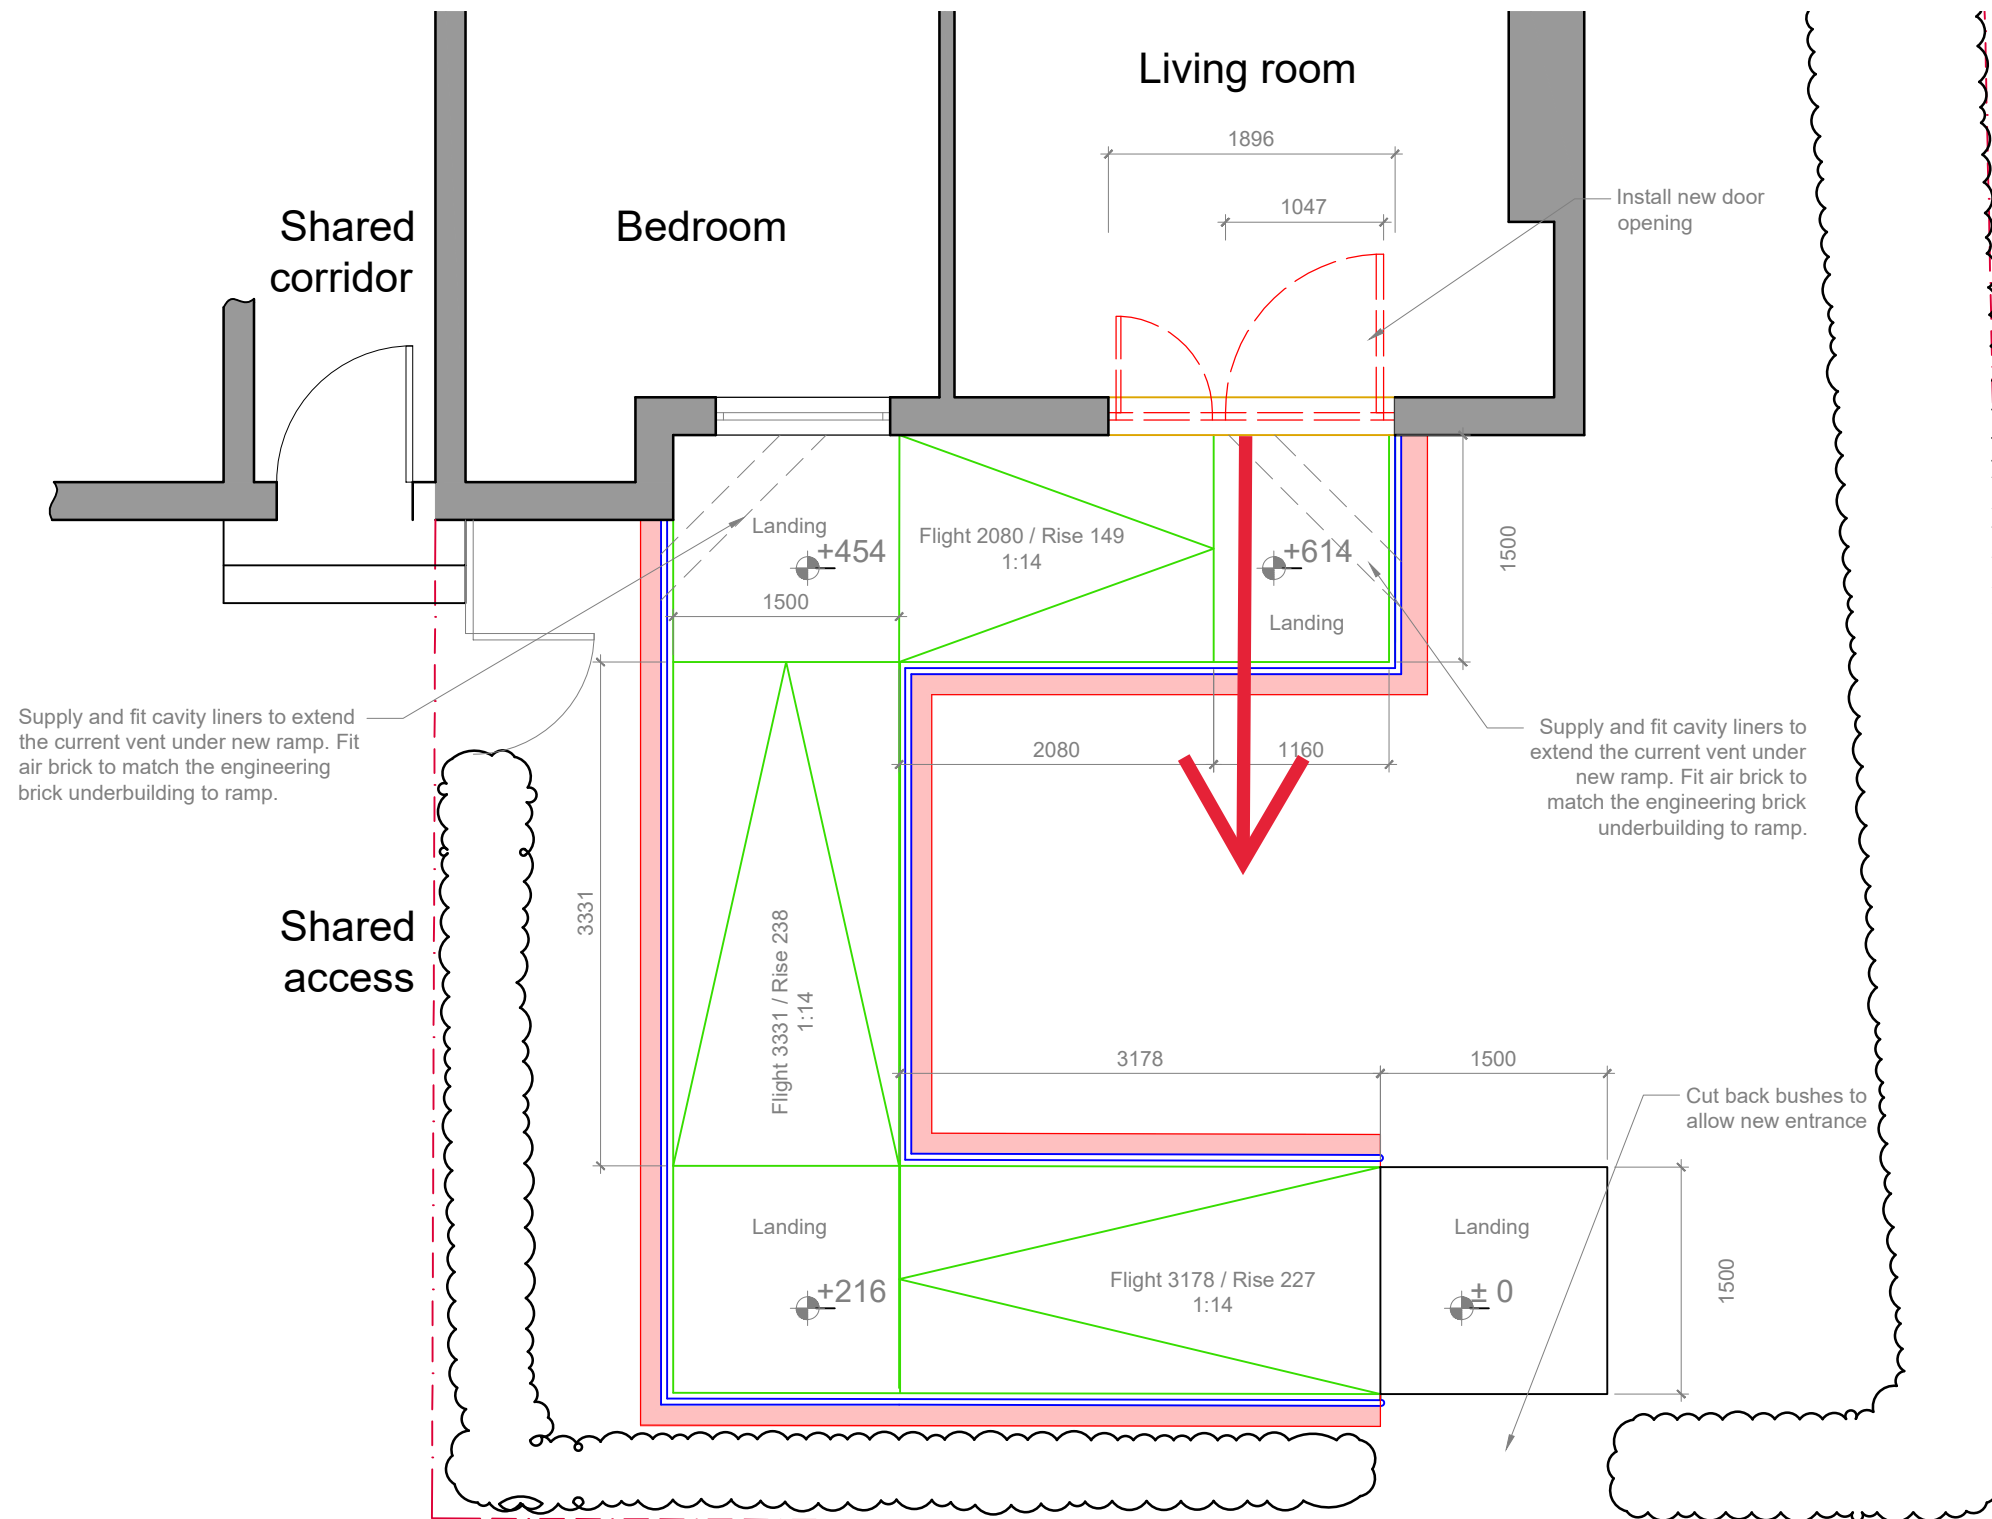 Living room
1896
1047
Install new door
opening
Shared
corridor
Bedroom
Landing
+454
1500
Flight 2080 / Rise 149
1:14
+614
Landing
1500
Supply and fit cavity liners to extend
the current vent under new ramp. Fit
air brick to match the engineering
brick underbuilding to ramp.
2080
1160
Supply and fit cavity liners to
extend the current vent under
new ramp. Fit air brick to
match the engineering brick
underbuilding to ramp.
Shared
access
3331
Flight 3331 / Rise 238
1:14
3178
1500
Cut back bushes to
allow new entrance
Landing
+216
Flight 3178 / Rise 227
1:14
Landing
± 0
1500